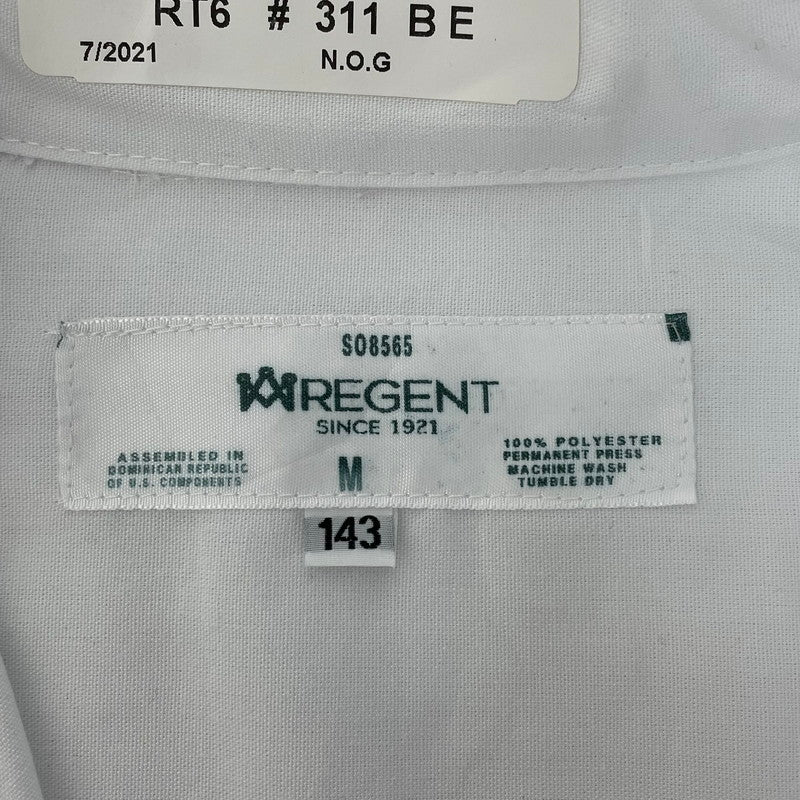 RT6 # 311 BE
7/2021 N.O.G
SO8565
REGENT
SINCE 1921
ASSEMBLED IN
DOMINICAN REPUBLIC
OF U.S. COMPONENTS
M
100% POLYESTER
PERMANENT PRESS
MACHINE WASH
TUMBLE DRY
143